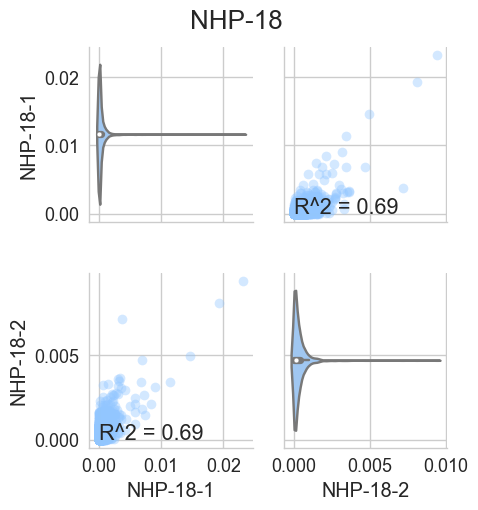 NHP-18
NHP-18-1
0.02
0.01
0.00
R^2 = 0.69
NHP-18-2
0.005
0.000
R^2 = 0.69
0.00 0.01 0.02
0.000 0.005 0.010
NHP-18-1
NHP-18-2